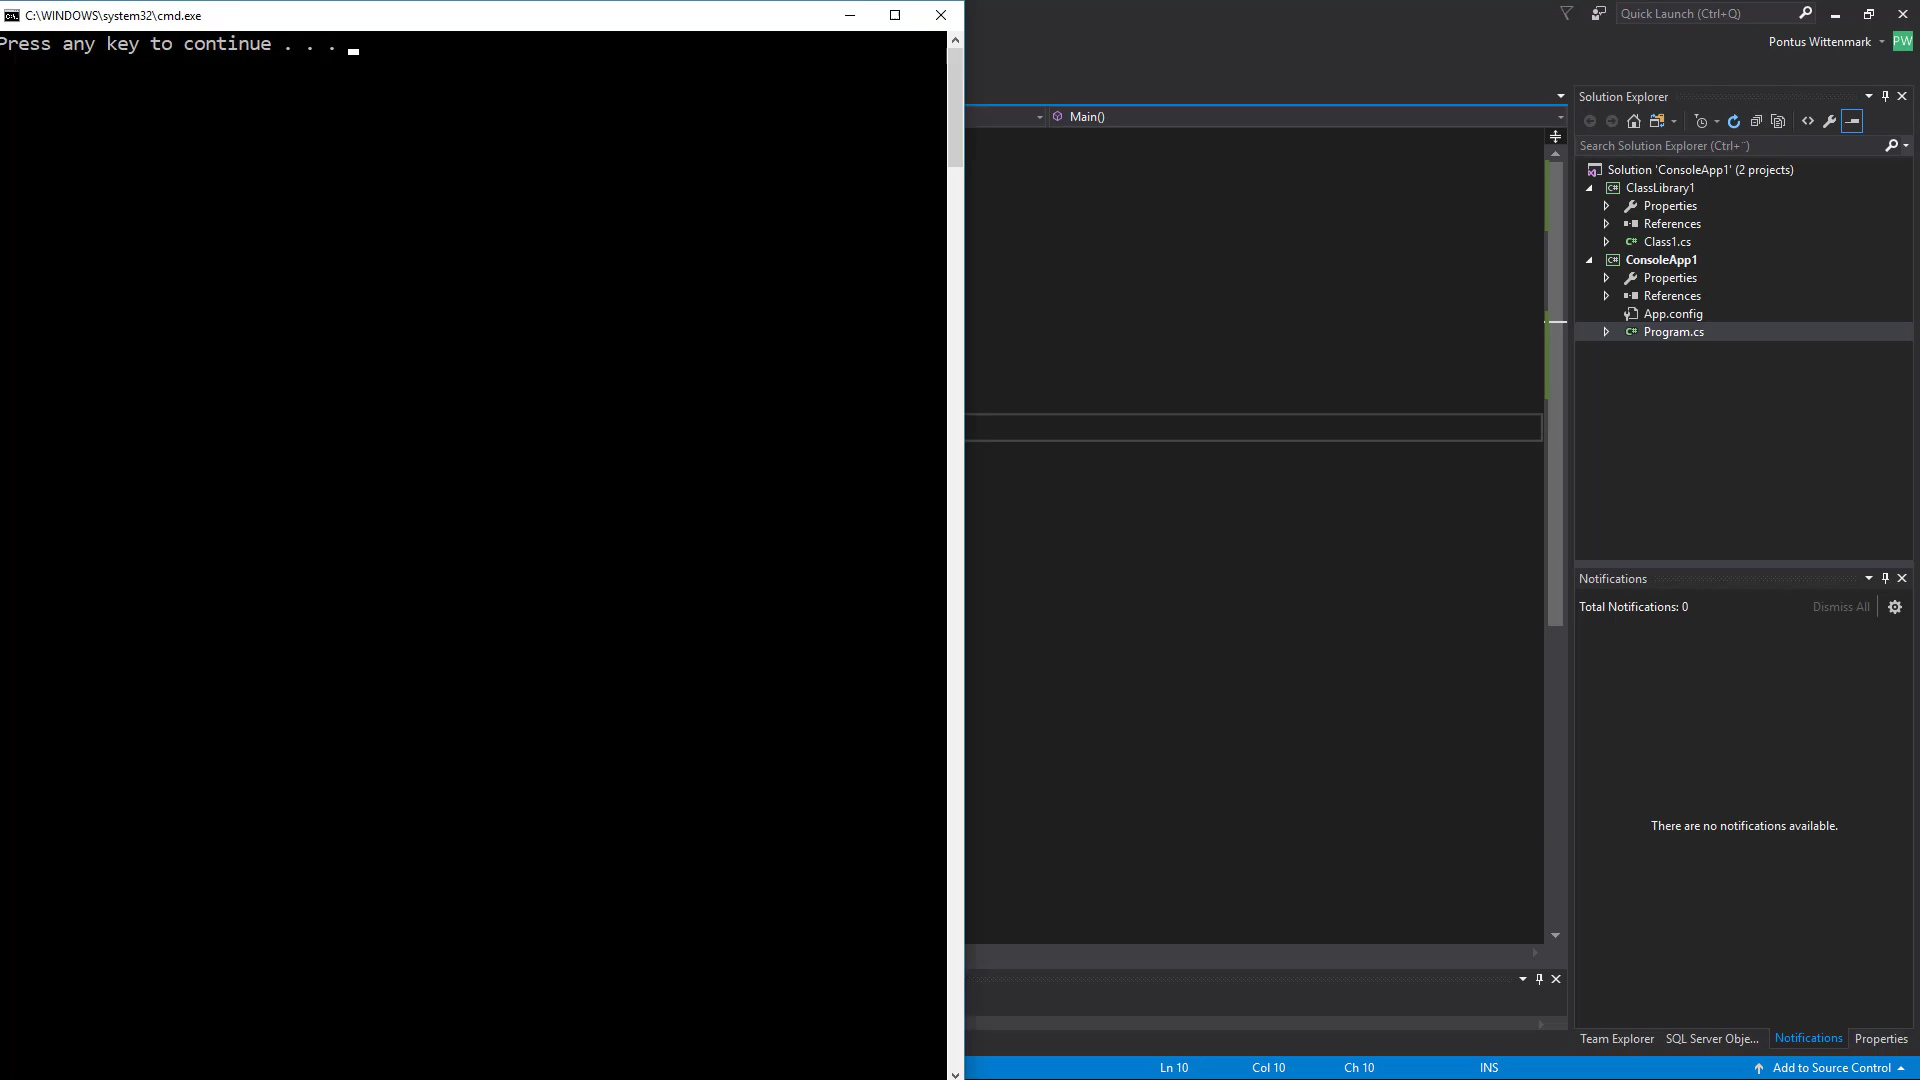 C:\WINDOWS\system32\cmd.exe
Press any key to continue . . .
Quick Launch (Ctrl+Q)
Pontus Wittenmark
PW
Main()
Solution Explorer
Search Solution Explorer (Ctrl+¨)
Solution 'ConsoleApp1' (2 projects)
ClassLibrary1
Properties
References
C# Class1.cs
ConsoleApp1
Properties
References
App.config
C# Program.cs
Notifications
Total Notifications: 0
Dismiss All
There are no notifications available.
Team Explorer
SQL Server Obje...
Notifications
Properties
Ln 10
Col 10
Ch 10
INS
Add to Source Control